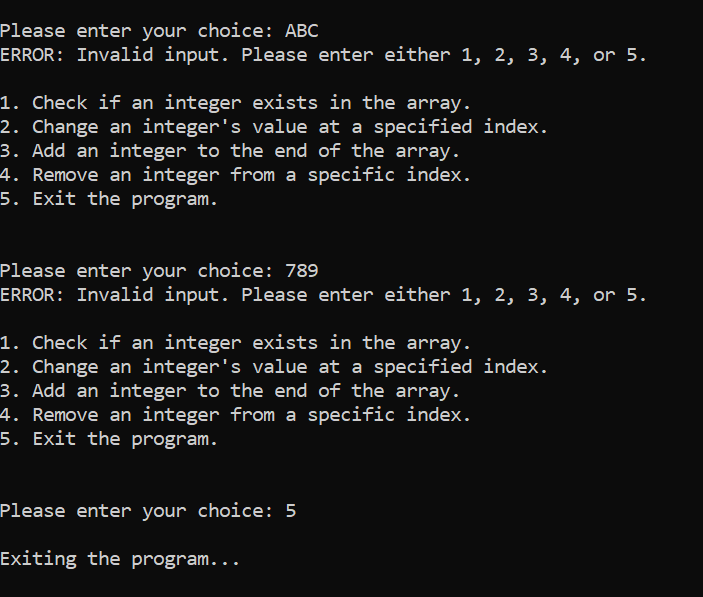 Please enter your choice: ABC
ERROR: Invalid input. Please enter either 1, 2, 3, 4, or 5.
1. Check if an integer exists in the array.
2. Change an integer's value at a specified index.
3. Add an integer to the end of the array.
4. Remove an integer from a specific index.
5. Exit the program.
Please enter your choice: 789
ERROR: Invalid input. Please enter either 1, 2, 3, 4, or 5.
1. Check if an integer exists in the array.
2. Change an integer's value at a specified index.
3. Add an integer to the end of the array.
4. Remove an integer from a specific index.
5. Exit the program.
Please enter your choice: 5
Exiting the program...